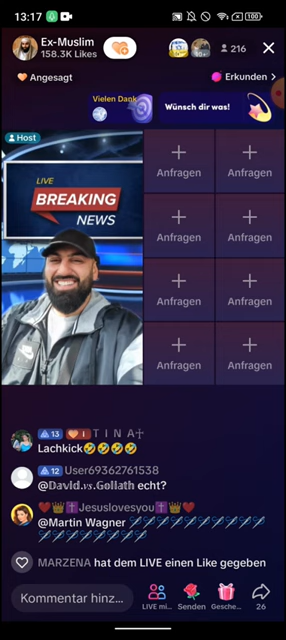 13:17
100
Ex-Muslim
158.3K Likes
216
Angesagt
Erkunden
Vielen Dank
Wünsch dir was!
Host
LIVE
BREAKING
NEWS
Anfragen
Anfragen
Anfragen
Anfragen
Anfragen
Anfragen
Anfragen
Anfragen
13 I T I N A
Lachkick🤣🤣🤣🤣
12 User69362761538
@David.vs.Goliath echt?
❤️👑✝️Jesuslovesyou✝️👑❤️
@Martin Wagner
MARZENA hat dem LIVE einen Like gegeben
Kommentar hinz...
LIVE mi...
Senden
Gesche...
26